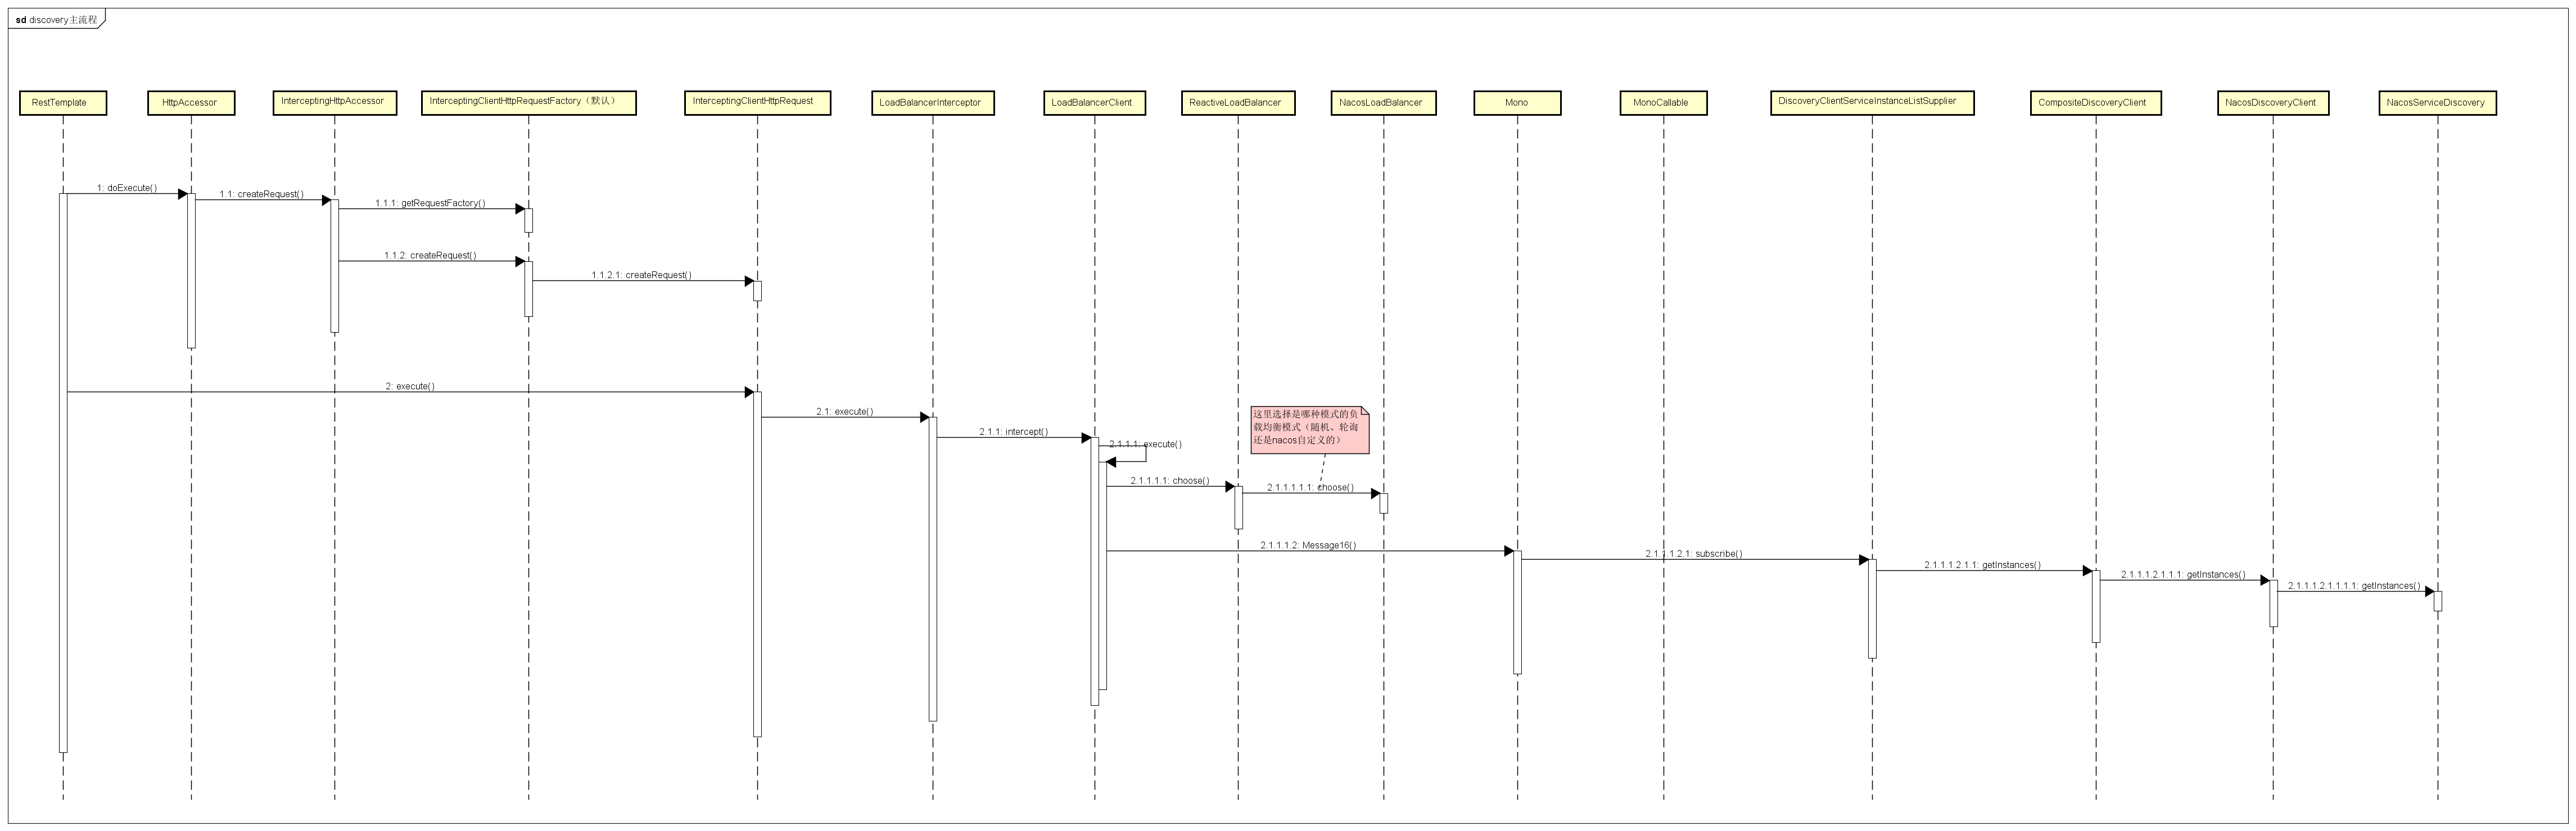 sd discovery主流程
RestTemplate
HttpAccessor
InterceptingHttpAccessor
InterceptingClientHttpRequestFactory（默认）
InterceptingClientHttpRequest
LoadBalancerInterceptor
LoadBalancerClient
ReactiveLoadBalancer
NacosLoadBalancer
Mono
MonoCallable
DiscoveryClientServiceInstanceListSupplier
CompositeDiscoveryClient
NacosDiscoveryClient
NacosServiceDiscovery
1: doExecute()
1.1: createRequest()
1.1.1: getRequestFactory()
1.1.2: createRequest()
1.1.2.1: createRequest()
2: execute()
2.1: execute()
2.1.1: intercept()
2.1.1.1: execute()
这里选择是哪种模式的负
载均衡模式（随机、轮询
还是nacos自定义的）
2.1.1.1.1: choose()
2.1.1.1.1.1: choose()
2.1.1.1.2: Message16()
2.1.1.1.2.1: subscribe()
2.1.1.1.2.1.1: getInstances()
2.1.1.1.2.1.1.1: getInstances()
2.1.1.1.2.1.1.1.1: getInstances()